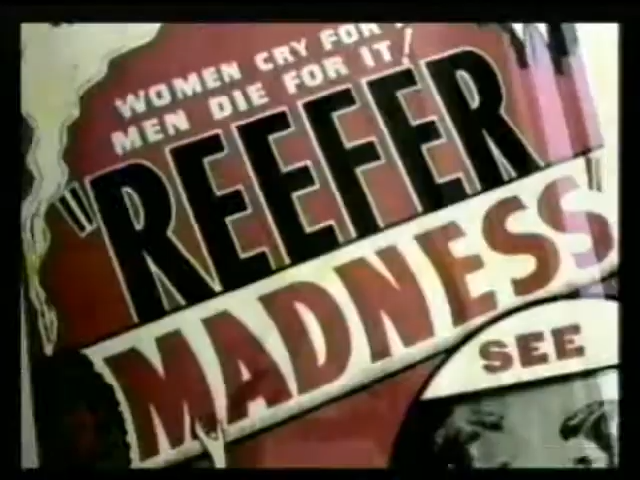 WOMEN CRY FOR
MEN DIE FOR IT!
"REEFER
MADNESS"
SEE